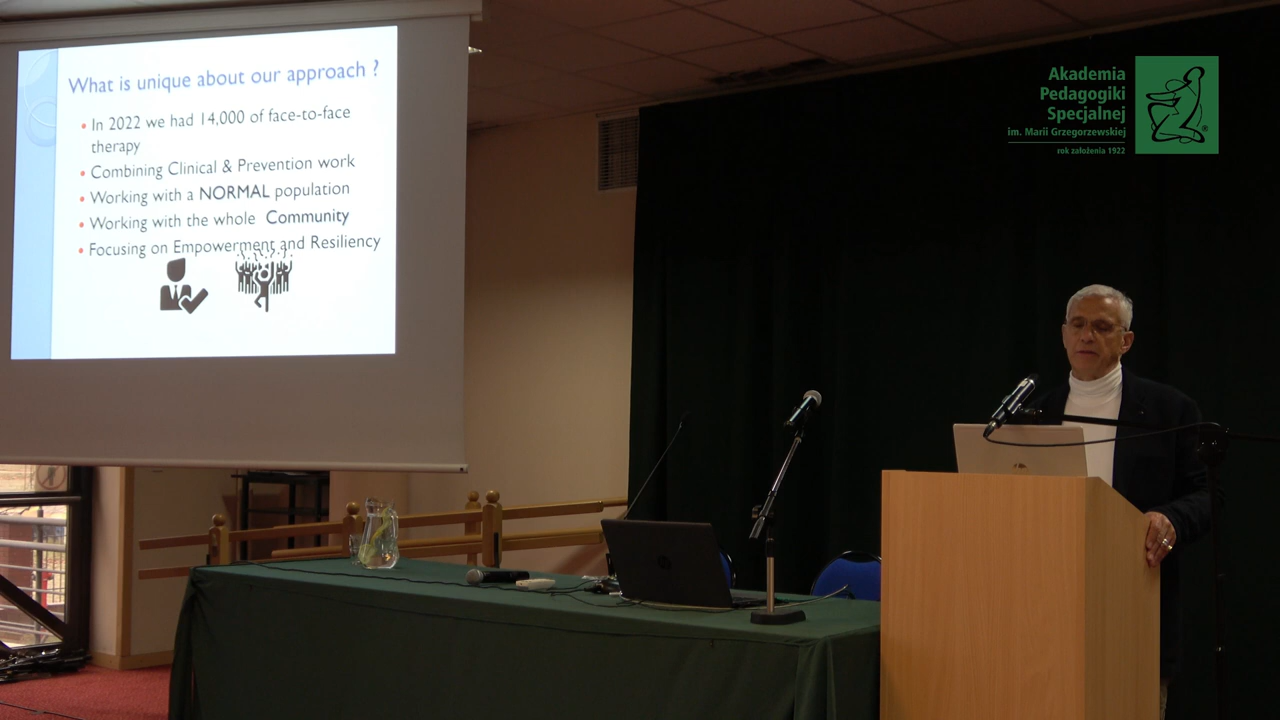 What is unique about our approach ?
• In 2022 we had 14,000 of face-to-face
therapy
• Combining Clinical & Prevention work
• Working with a NORMAL population
• Working with the whole Community
• Focusing on Empowerment and Resiliency
Akademia
Pedagogiki
Specjalnej
im. Marii Grzegorzewskiej
rok założenia 1922
®
hp